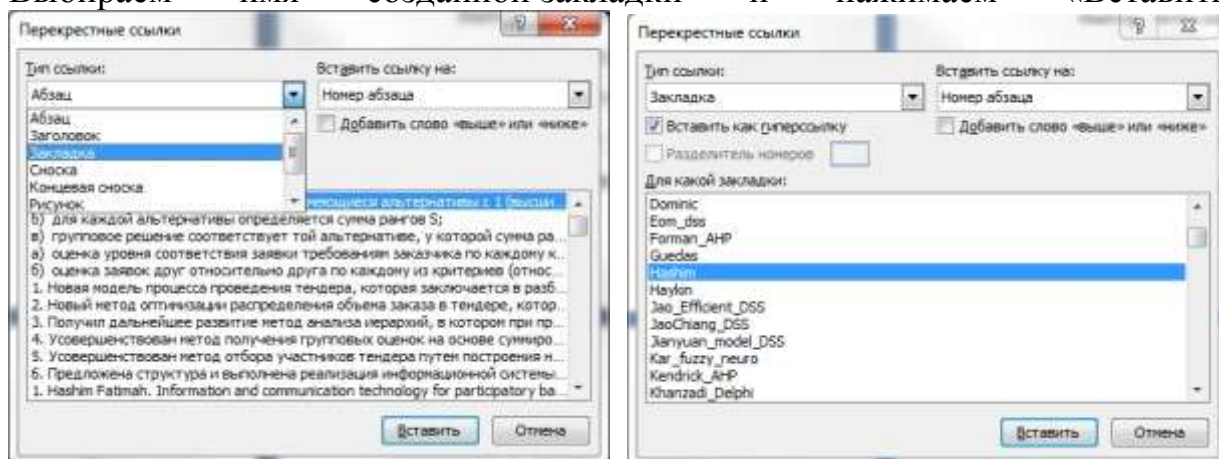 Выбираем имя созданной закладки и нажимаем «Вставить
Перекрестные ссылки
Тип ссылки:
Вставить ссылку на:
Абзац
Номер абзаца
Добавить слово «выше» или «ниже»
Абзац
Заголовок
Закладка
Сноска
Концевая сноска
Рисунок
имеющиеся альтернативы с 1 (высши
б) для каждой альтернативы определяется сумма рангов S;
в) групповое решение соответствует той альтернативе, у которой сумма ра...
а) оценка уровня соответствия заявки требованиям заказчика по каждому к...
б) оценка заявок друг относительно друга по каждому из критериев (относ...
1. Новая модель процесса проведения тендера, которая заключается в разб...
2. Новый метод оптимизации распределения объема заказа в тендере, котор...
3. Получил дальнейшее развитие метод анализа иерархий, в котором при пр...
4. Усовершенствован метод получения групповых оценок на основе суммиро...
5. Усовершенствован метод отбора участников тендера путем построения н...
6. Предложена структура и выполнена реализация информационной системы...
1. Hashim Fatimah. Information and communication technology for participatory ba...
Вставить
Отмена
Перекрестные ссылки
Тип ссылки:
Вставить ссылку на:
Закладка
Номер абзаца
Вставить как гиперссылку
Добавить слово «выше» или «ниже»
Разделитель номеров
Для какой закладки:
Dominic
Eom_dss
Forman_AHP
Guedas
Hashim
Haylon
Jao_Efficient_DSS
JaoChiang_DSS
Jianyuan_model_DSS
Kar_fuzzy_neuro
Kendrick_AHP
Khanzadi_Delphi
Вставить
Отмена